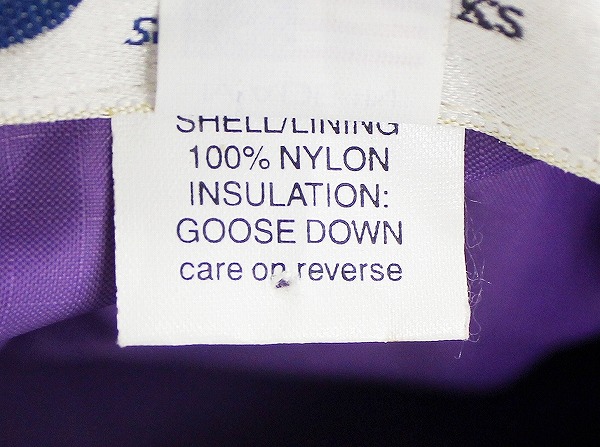 SHELL/LINING
100% NYLON
INSULATION:
GOOSE DOWN
care on reverse